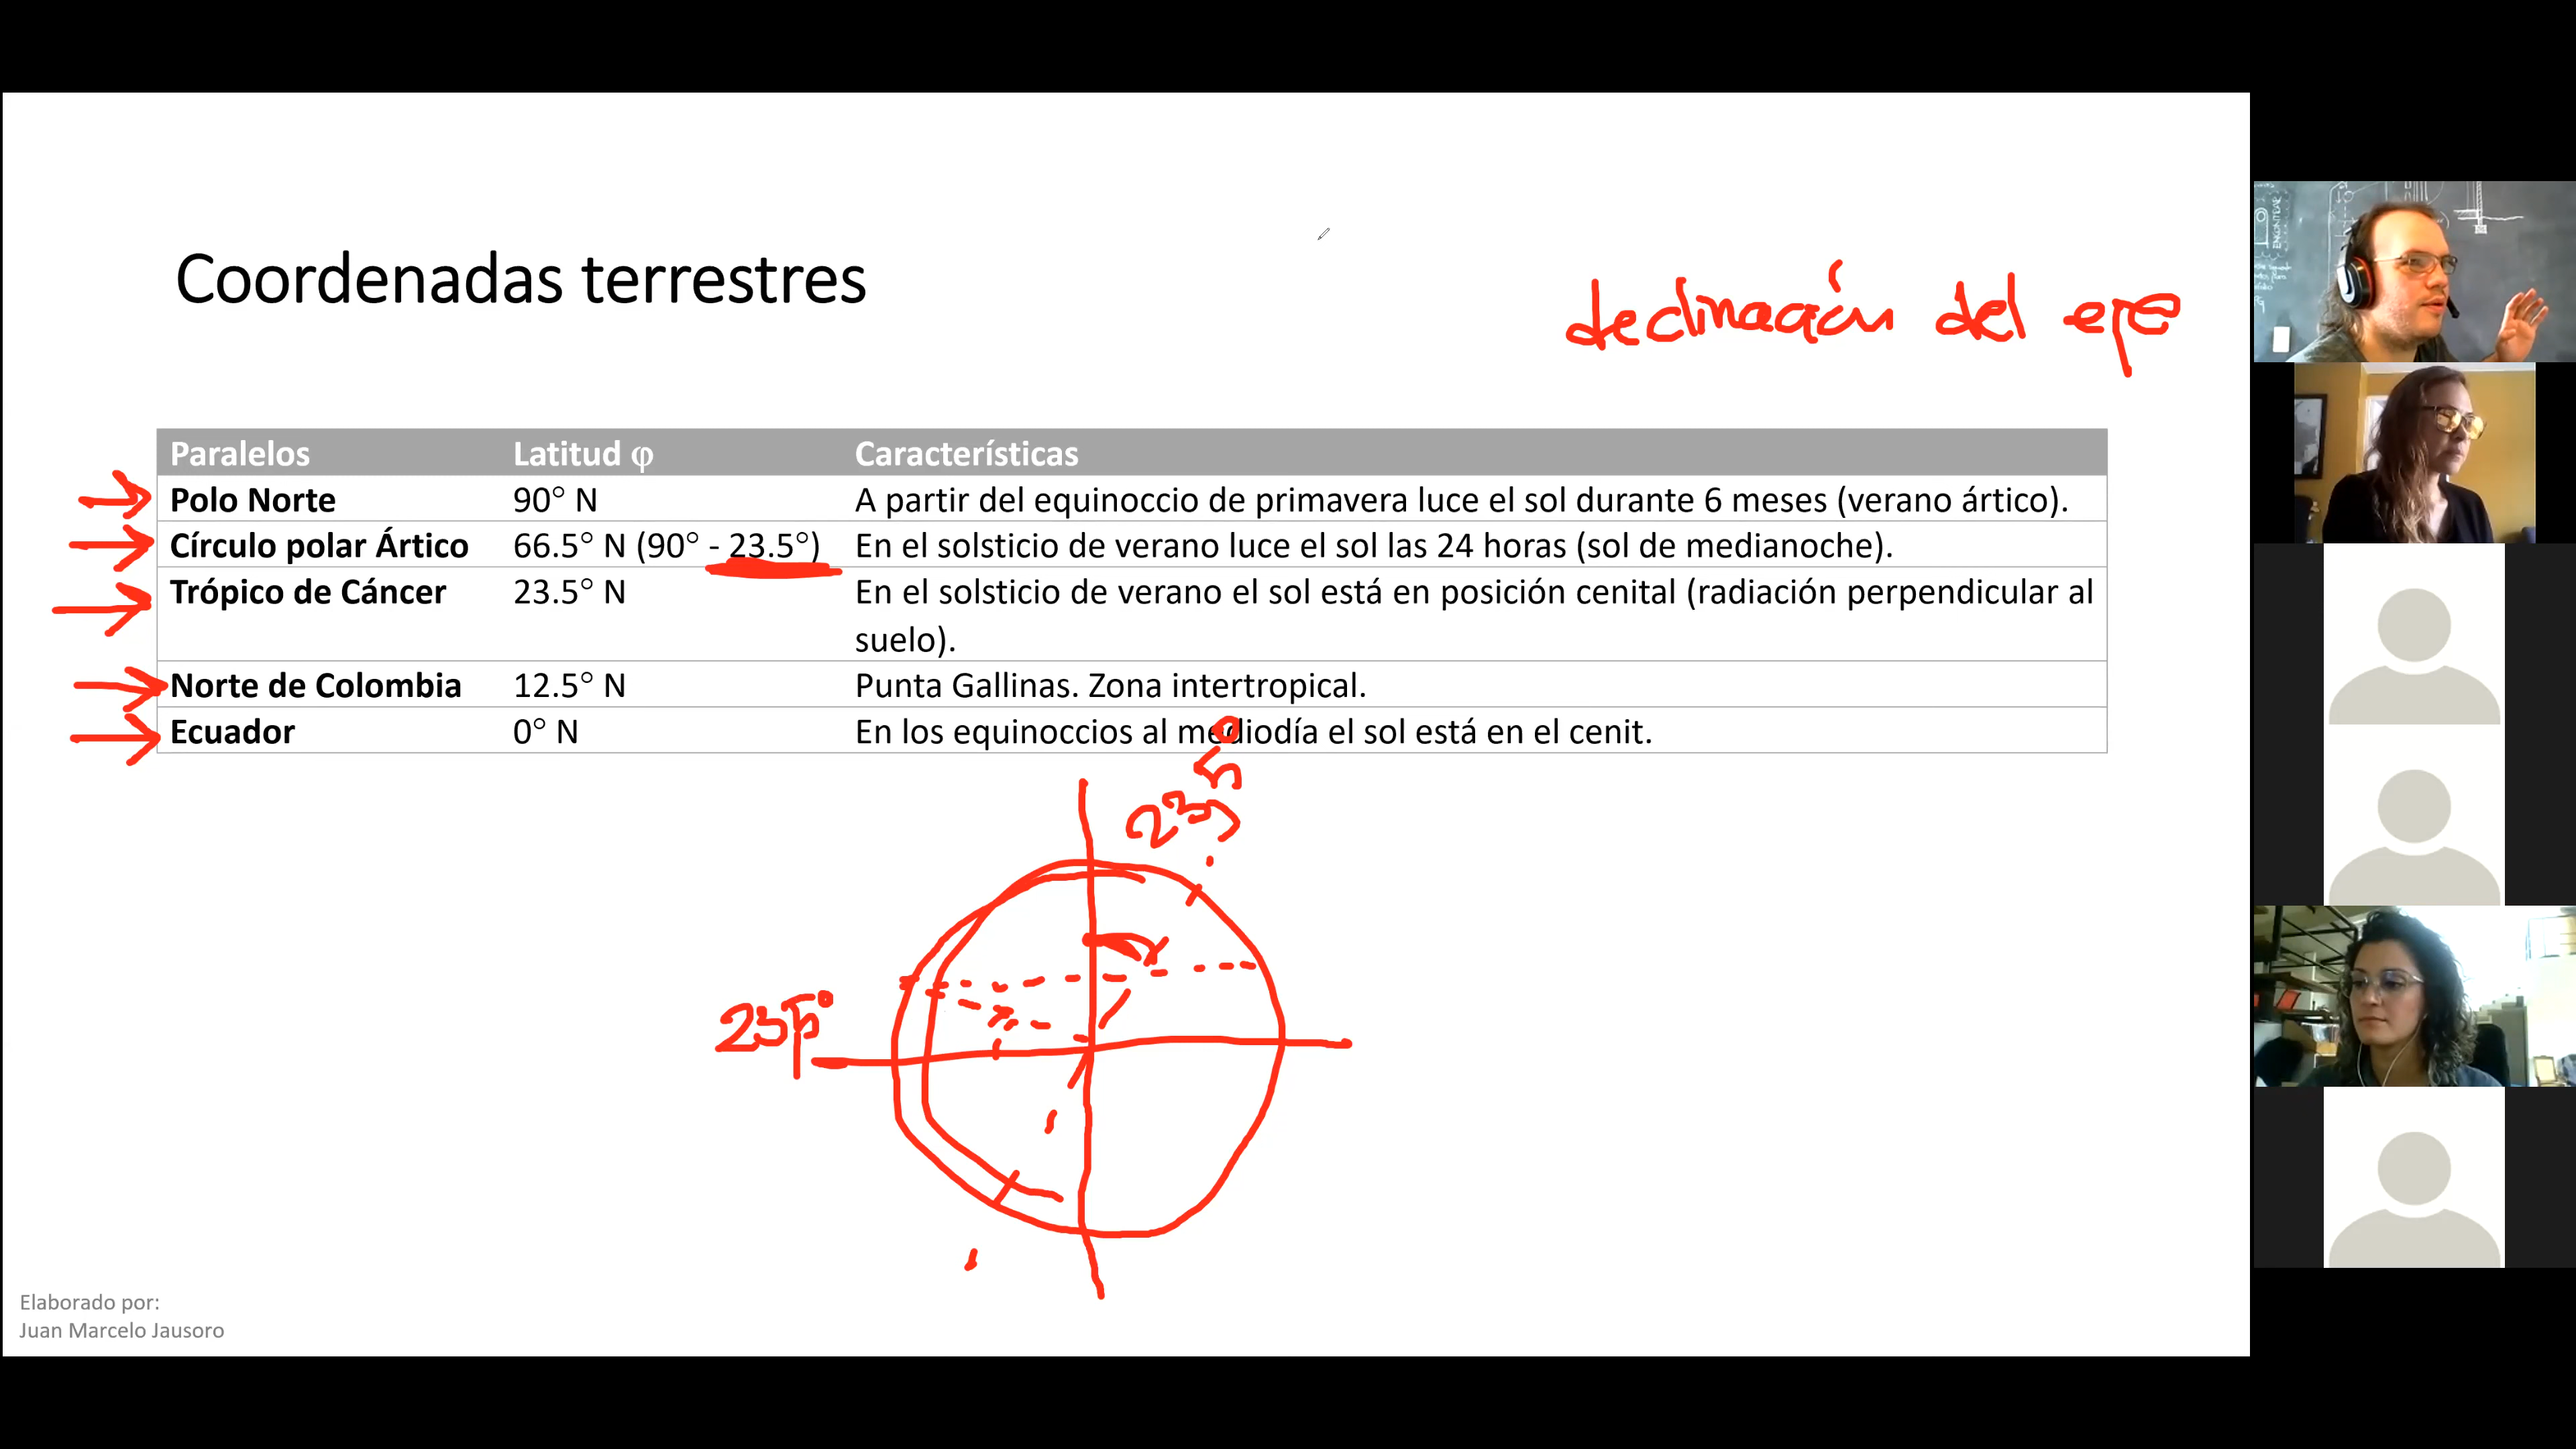 Coordenadas terrestres
declinación del eje
Paralelos Latitud φ Características
Polo Norte 90° N A partir del equinoccio de primavera luce el sol durante 6 meses (verano ártico).
Círculo polar Ártico 66.5° N (90° - 23.5°) En el solsticio de verano luce el sol las 24 horas (sol de medianoche).
Trópico de Cáncer 23.5° N En el solsticio de verano el sol está en posición cenital (radiación perpendicular al
suelo).
Norte de Colombia 12.5° N Punta Gallinas. Zona intertropical.
Ecuador 0° N En los equinoccios al mediodía el sol está en el cenit.
23,5°
23,5°
Elaborado por:
Juan Marcelo Jausoro